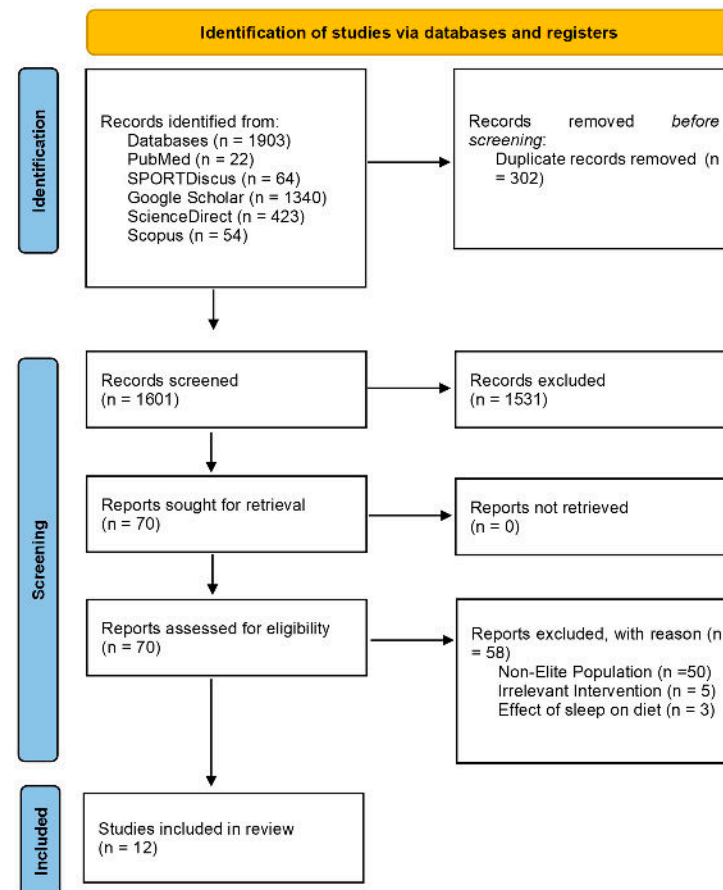 Identification of studies via databases and registers
Identification
Records identified from:
Databases (n = 1903)
PubMed (n = 22)
SPORTDiscus (n = 64)
Google Scholar (n = 1340)
ScienceDirect (n = 423)
Scopus (n = 54)
Records removed before
screening:
Duplicate records removed (n
= 302)
Screening
Records screened
(n = 1601)
Records excluded
(n = 1531)
Reports sought for retrieval
(n = 70)
Reports not retrieved
(n = 0)
Reports assessed for eligibility
(n = 70)
Reports excluded, with reason (n
= 58)
Non-Elite Population (n =50)
Irrelevant Intervention (n = 5)
Effect of sleep on diet (n = 3)
Included
Studies included in review
(n = 12)